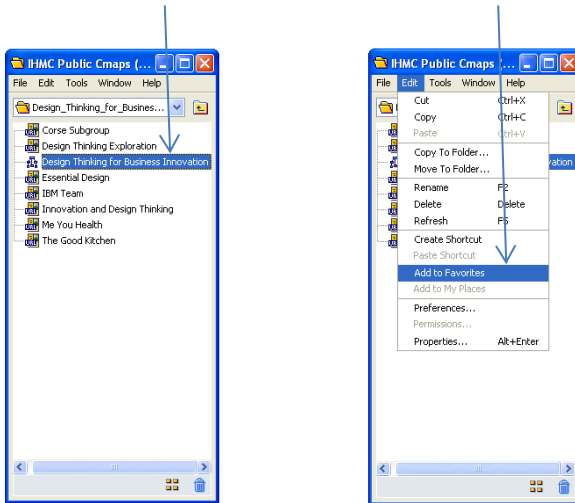 IHMC Public Cmaps (...
File Edit Tools Window Help
Design_Thinking_for_Busines...
Corse Subgroup
Design Thinking Exploration
Design Thinking for Business Innovation
Essential Design
IBM Team
Innovation and Design Thinking
Me You Health
The Good Kitchen
IHMC Public Cmaps (...
File Edit Tools Window Help
Cut Ctrl+X
Copy Ctrl+C
Paste Ctrl+V
Copy To Folder...
vation
Move To Folder...
Rename F2
Delete Delete
Refresh F5
Create Shortcut
Paste Shortcut
Add to Favorites
Add to My Places
Preferences...
Permissions...
Properties... Alt+Enter